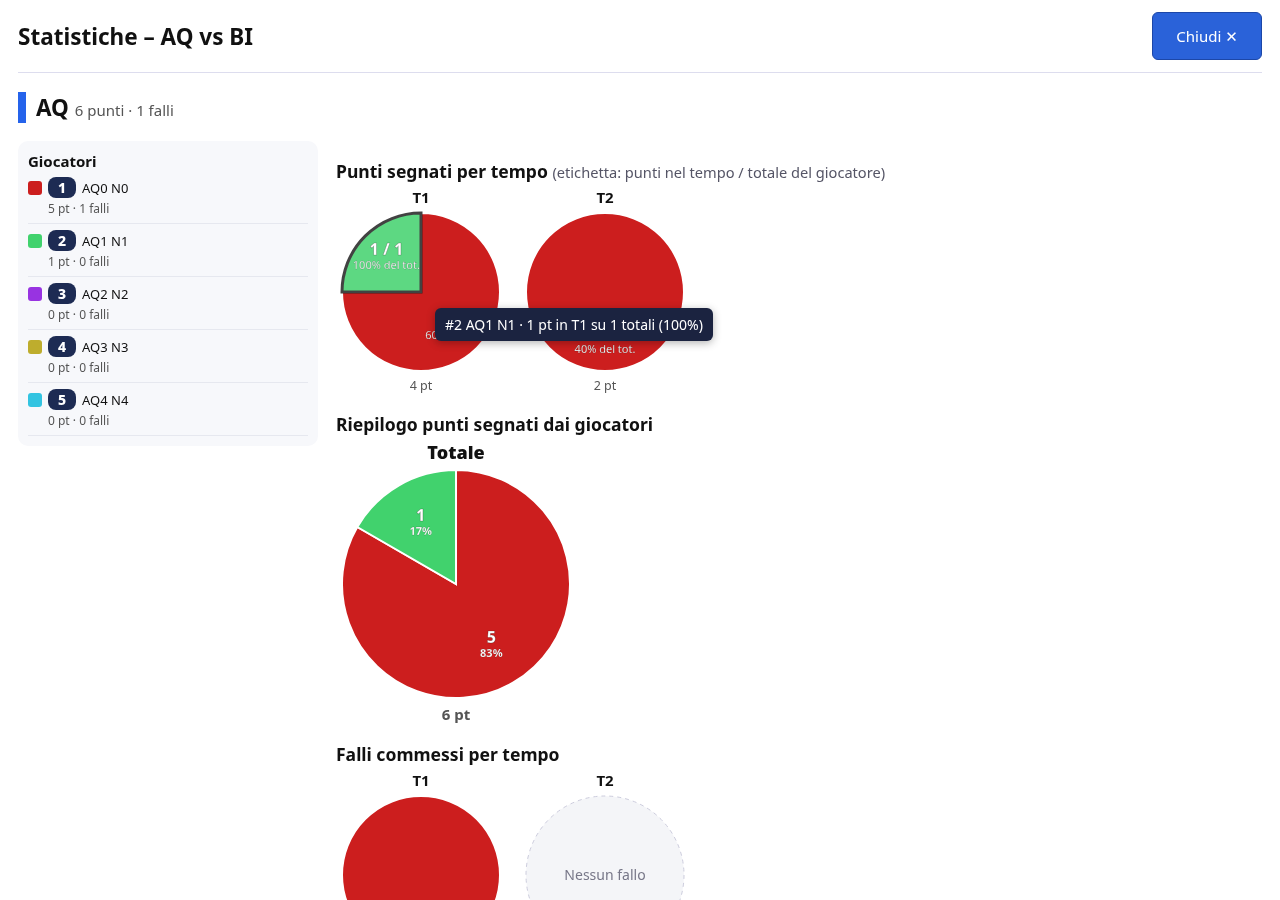 Statistiche – AQ vs BI
Chiudi ✕
AQ 6 punti · 1 falli
Giocatori
1 AQ0 N0
5 pt · 1 falli
2 AQ1 N1
1 pt · 0 falli
3 AQ2 N2
0 pt · 0 falli
4 AQ3 N3
0 pt · 0 falli
5 AQ4 N4
0 pt · 0 falli
Punti segnati per tempo (etichetta: punti nel tempo / totale del giocatore)
T1
T2
1 / 1
100% del tot.
#2 AQ1 N1 · 1 pt in T1 su 1 totali (100%)
40% del tot.
4 pt
2 pt
Riepilogo punti segnati dai giocatori
Totale
1
17%
5
83%
6 pt
Falli commessi per tempo
T1
T2
Nessun fallo